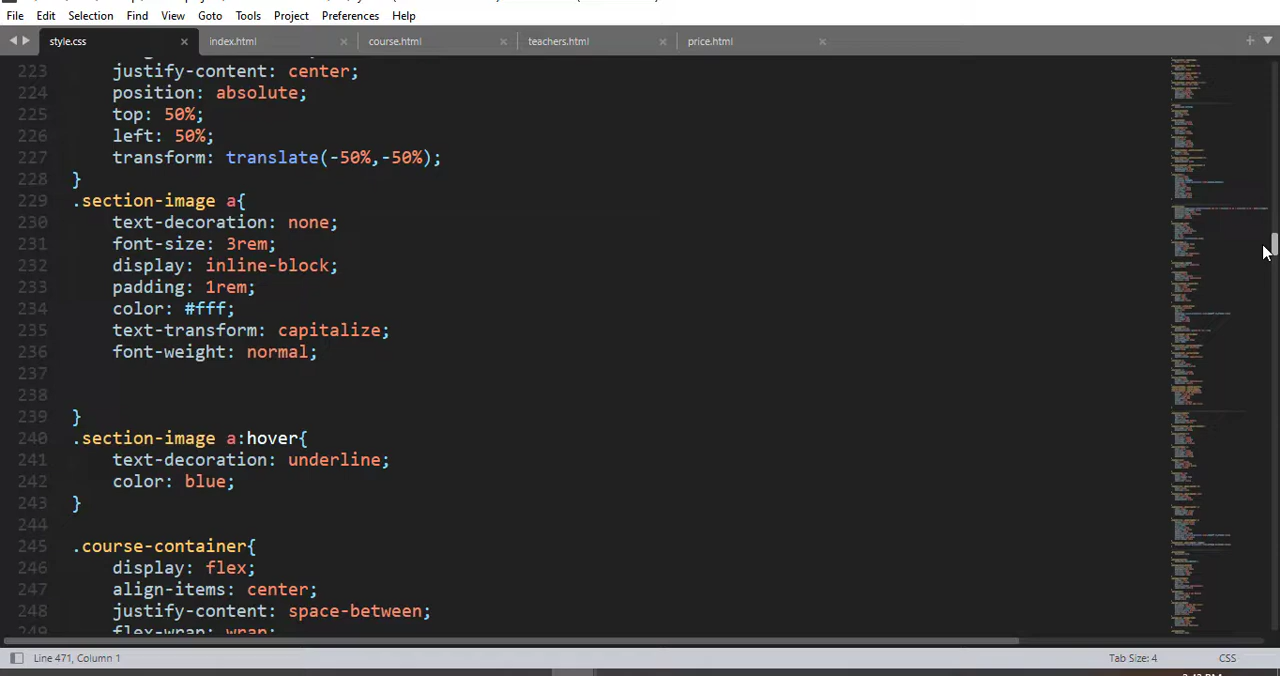 File Edit Selection Find View Goto Tools Project Preferences Help
style.css × index.html × course.html × teachers.html × price.html × +
223 justify-content: center;
224 position: absolute;
225 top: 50%;
226 left: 50%;
227 transform: translate(-50%,-50%);
228 }
229 .section-image a{
230 text-decoration: none;
231 font-size: 3rem;
232 display: inline-block;
233 padding: 1rem;
234 color: #fff;
235 text-transform: capitalize;
236 font-weight: normal;
237
238
239 }
240 .section-image a:hover{
241 text-decoration: underline;
242 color: blue;
243 }
244
245 .course-container{
246 display: flex;
247 align-items: center;
248 justify-content: space-between;
249 flex-wrap: wrap;
Line 471, Column 1 Tab Size: 4 CSS